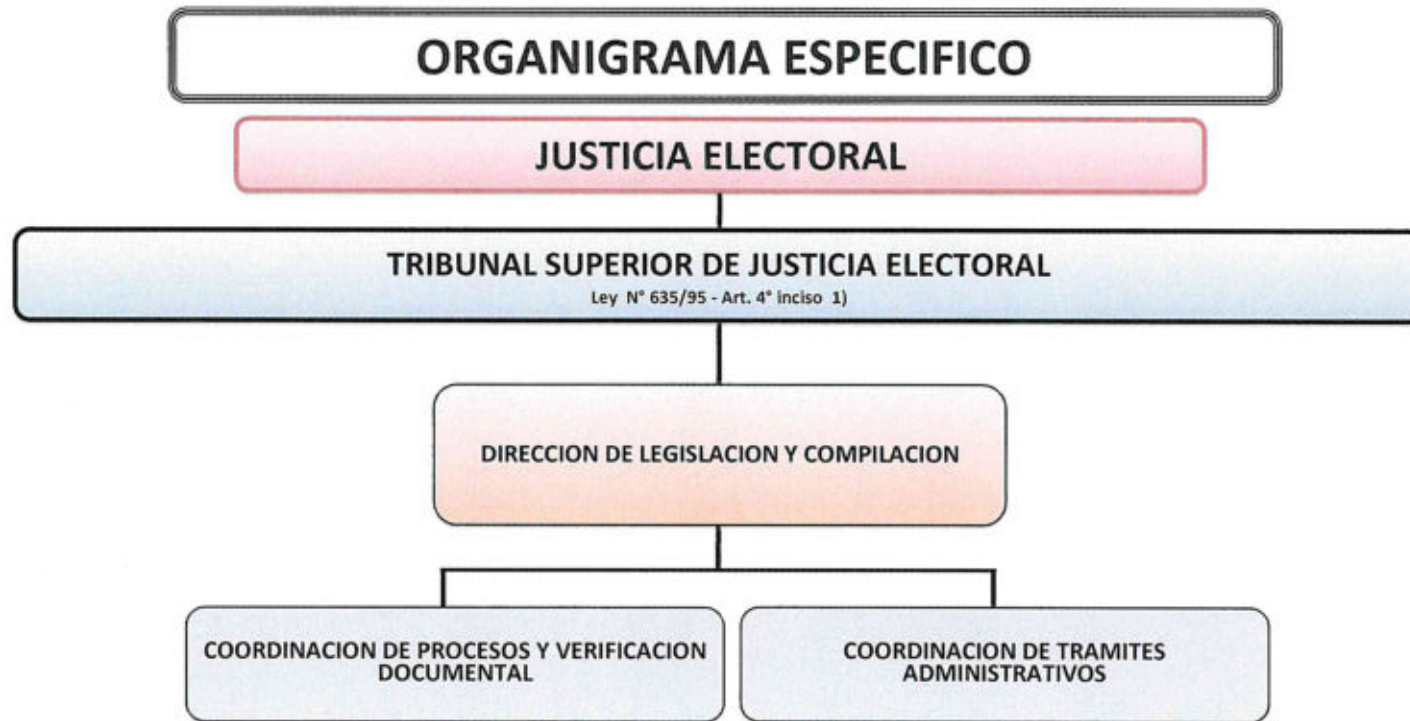 ORGANIGRAMA ESPECIFICO
JUSTICIA ELECTORAL
TRIBUNAL SUPERIOR DE JUSTICIA ELECTORAL
Ley N° 635/95 - Art. 4° inciso 1)
DIRECCION DE LEGISLACION Y COMPILACION
COORDINACION DE PROCESOS Y VERIFICACION
DOCUMENTAL
COORDINACION DE TRAMITES
ADMINISTRATIVOS